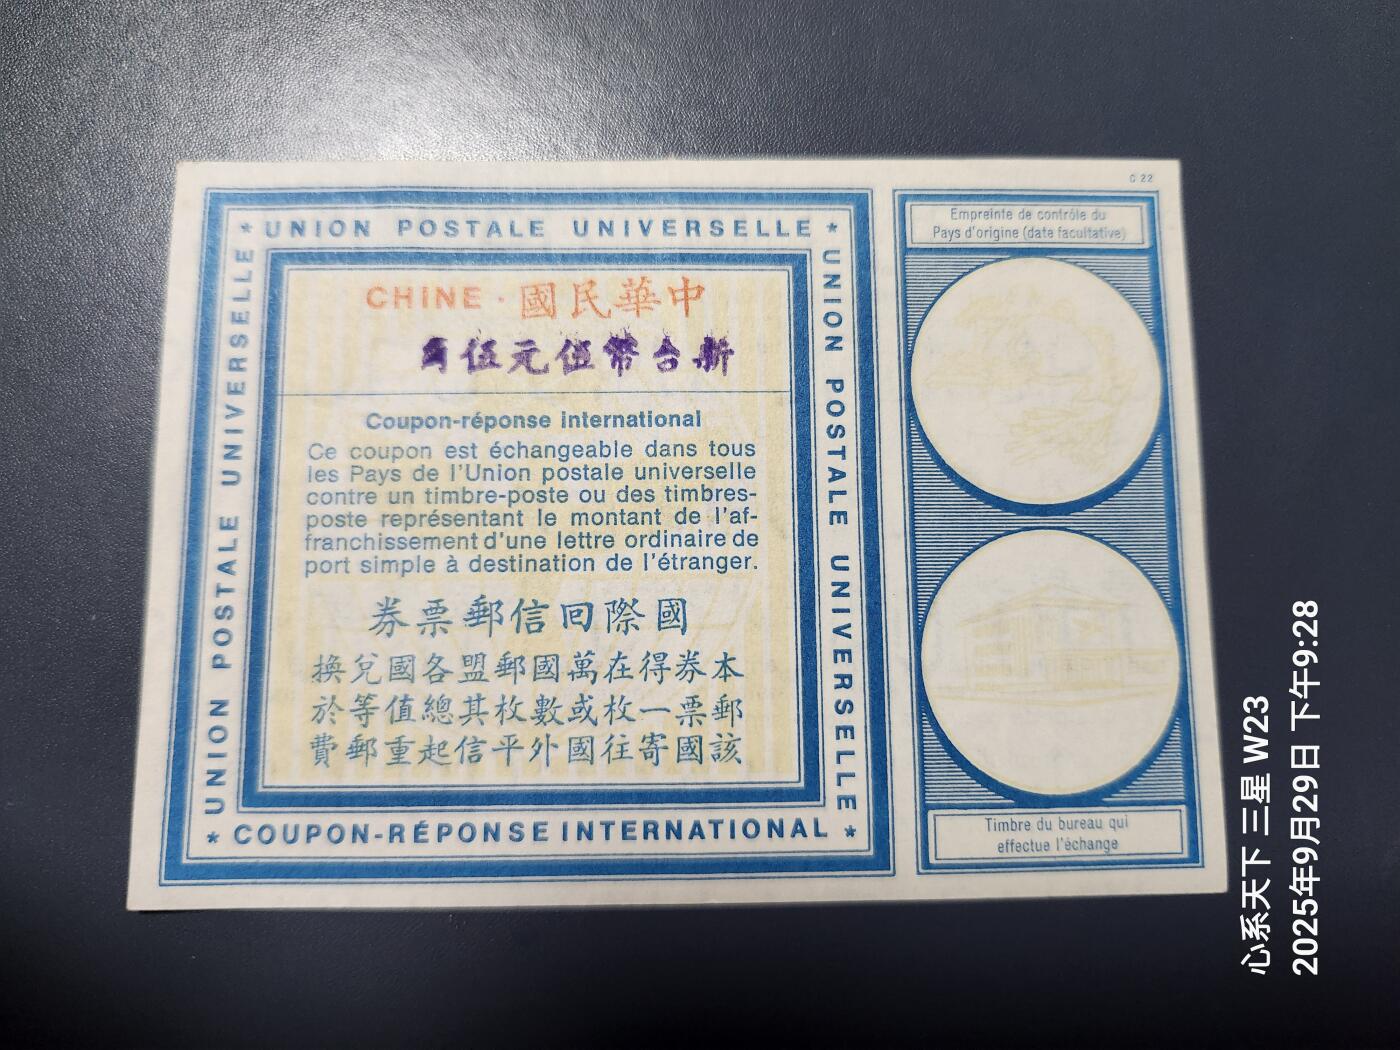 C 22
★ UNION POSTALE UNIVERSELLE ★
UNION POSTALE UNIVERSELLE
UNION POSTALE UNIVERSELLE
CHINE · 中華民國
新台幣伍元伍角
Coupon-réponse international
Ce coupon est échangeable dans tous
les Pays de l'Union postale universelle
contre un timbre-poste ou des timbres-
poste représentant le montant de l'af-
franchissement d'une lettre ordinaire de
port simple à destination de l'étranger.
國際回信郵票券
本券得在萬國郵盟各國兌換
郵票一枚或數枚其總值等於
該國寄往國外平信起重郵費
★ COUPON-RÉPONSE INTERNATIONAL ★
Empreinte de contrôle du
Pays d'origine (date facultative)
Timbre du bureau qui
effectue l'échange
心系天下 三星 W23
2025年9月29日 下午9:28